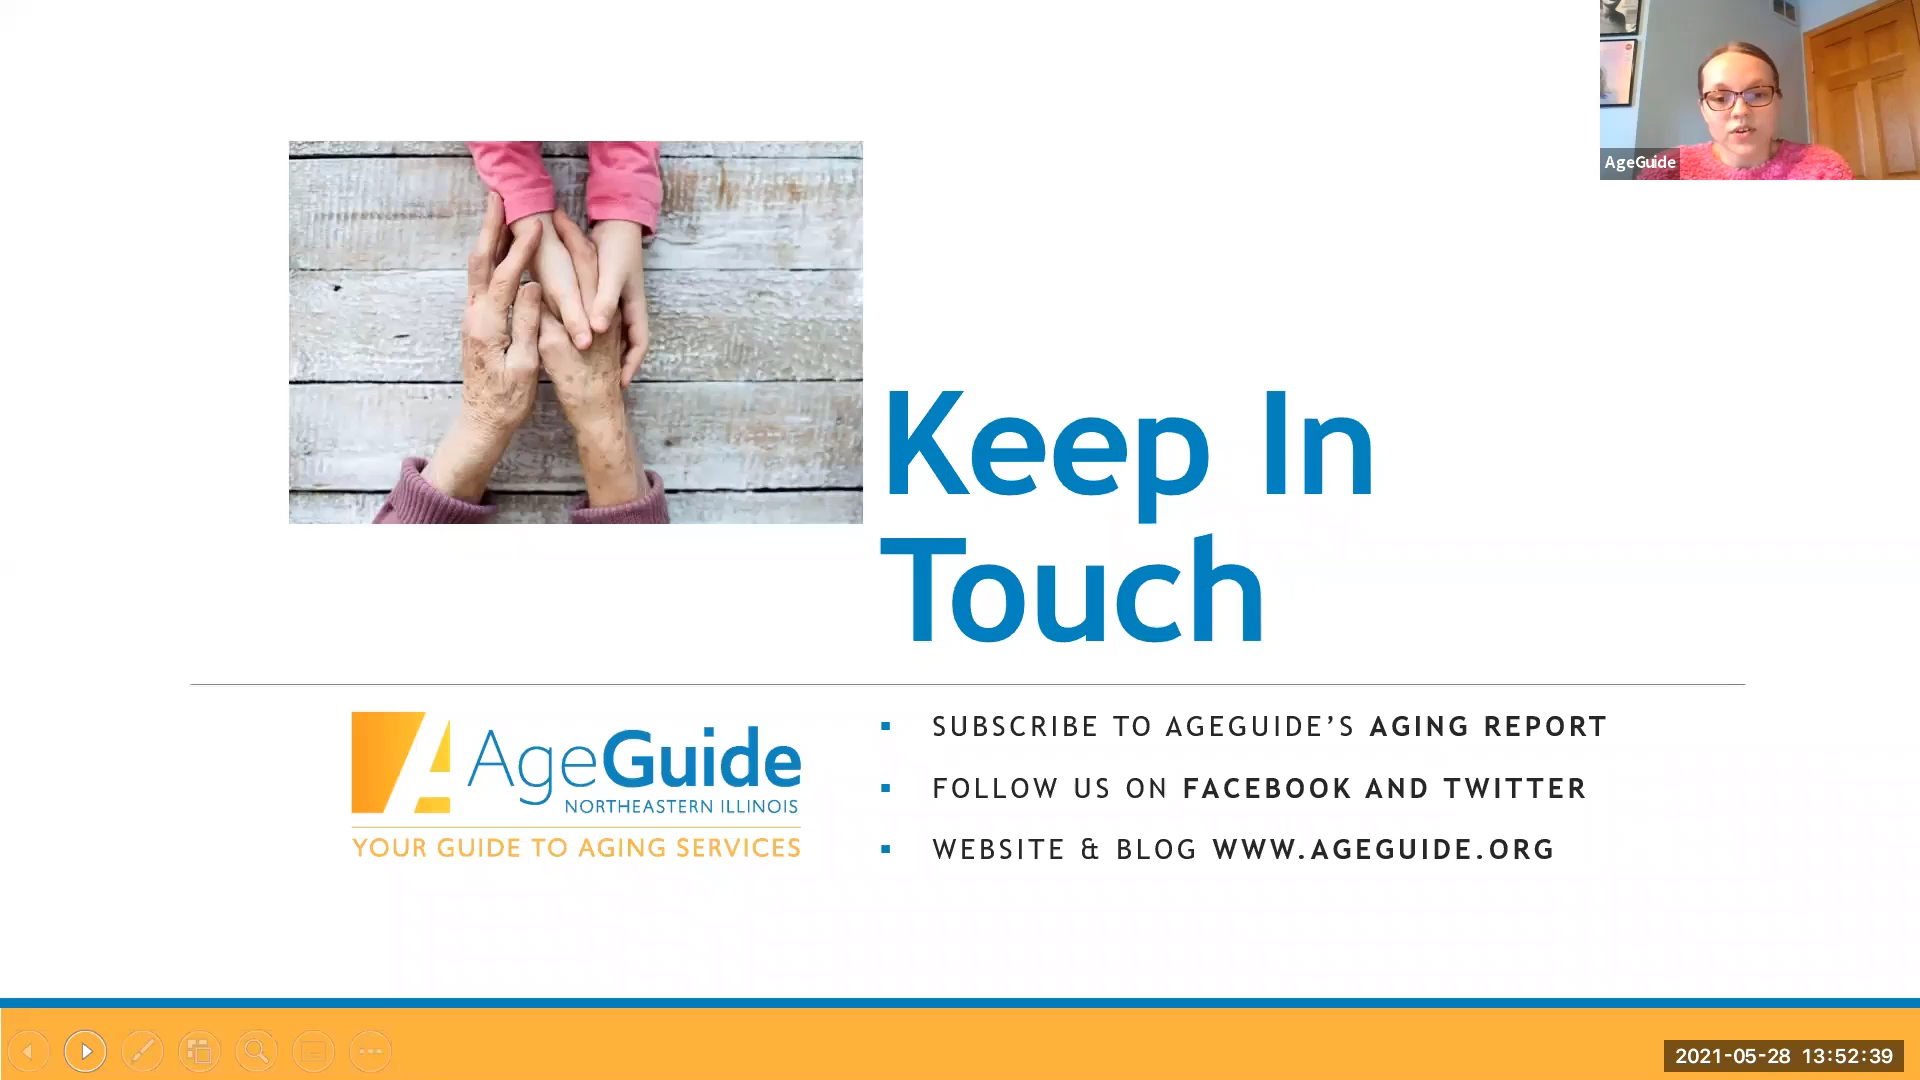 AgeGuide
Keep In
Touch
AgeGuide
NORTHEASTERN ILLINOIS
YOUR GUIDE TO AGING SERVICES
▪ SUBSCRIBE TO AGEGUIDE’S AGING REPORT
▪ FOLLOW US ON FACEBOOK AND TWITTER
▪ WEBSITE & BLOG WWW.AGEGUIDE.ORG
2021-05-28 13:52:39